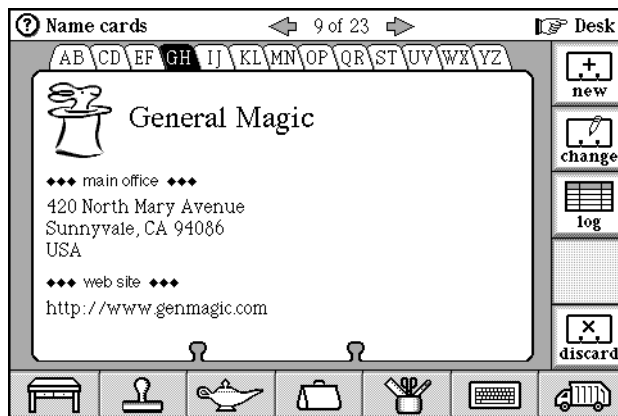 Name cards
9 of 23
Desk
AB CD EF GH IJ KL MN OP QR ST UV WX YZ
General Magic
main office
420 North Mary Avenue
Sunnyvale, CA 94086
USA
web site
http://www.genmagic.com
new
change
log
discard